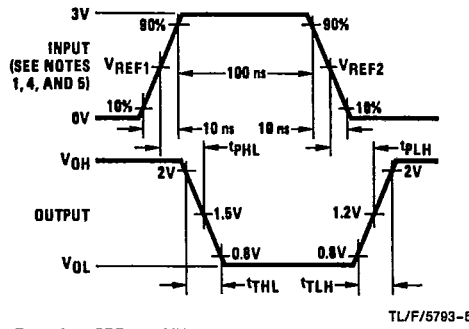 3V
90%
90%
INPUT
(SEE NOTES
1, 4, AND 5)
VREF1
100 ns
VREF2
10%
10%
0V
10 ns
10 ns
tPHL
tPLH
VOH
2V
2V
OUTPUT
1.5V
1.2V
0.8V
0.8V
VOL
tTHL
tTLH
TL/F/5793-5